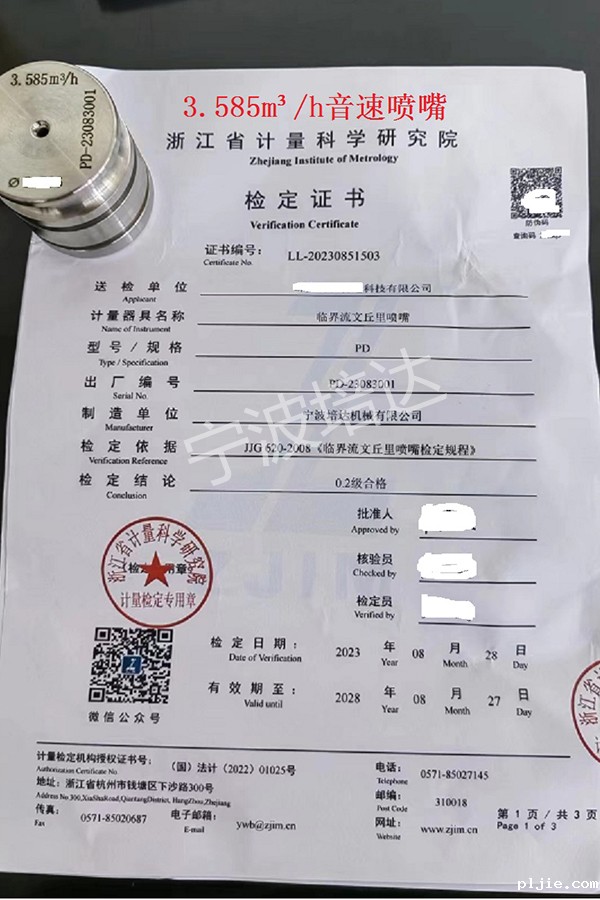 3.585m³/h
PD-23083001
Ø
3.585m³/h音速喷嘴
浙江省计量科学研究院
Zhejiang Institute of Metrology
检定证书
Verification Certificate
防伪码
查询码：
证书编号： LL-20230851503
Certificate No.
送检单位 科技有限公司
Applicant
计量器具名称 临界流文丘里喷嘴
Name of Instrument
型号/规格 PD
Type / Specification
出厂编号 PD-23083001
Serial No.
制造单位 宁波培达机械有限公司
Manufacturer
检定依据 JJG 620-2008《临界流文丘里喷嘴检定规程》
Verification Reference
检定结论 0.2级合格
Conclusion
宁波培达
批准人
Approved by
核验员
Checked by
检定员
Verified by
浙江省计量科学研究院
（检定专用章）
计量检定专用章
微信公众号
检定日期： 2023 年 08 月 28 日
Date of Verification Year Month Day
有效期至： 2028 年 08 月 27 日
Valid until Year Month Day
浙江省
计量检定机构授权证书号： （国）法计（2022）01025号 电话： 0571-85027145
Authorization Certificate No. Telephone
地址：浙江省杭州市钱塘区下沙路300号 邮编： 310018
Address No.300,XiaShaRoad,QiantangDistrict, HangZhou,Zhejiang Post Code
传真： 0571-85020687 电子邮箱： ywb@zjim.cn 网址： www.zjim.cn
Fax E-mail Website
第 1 页 / 共 3 页
Page 1 of 3
pljie.com